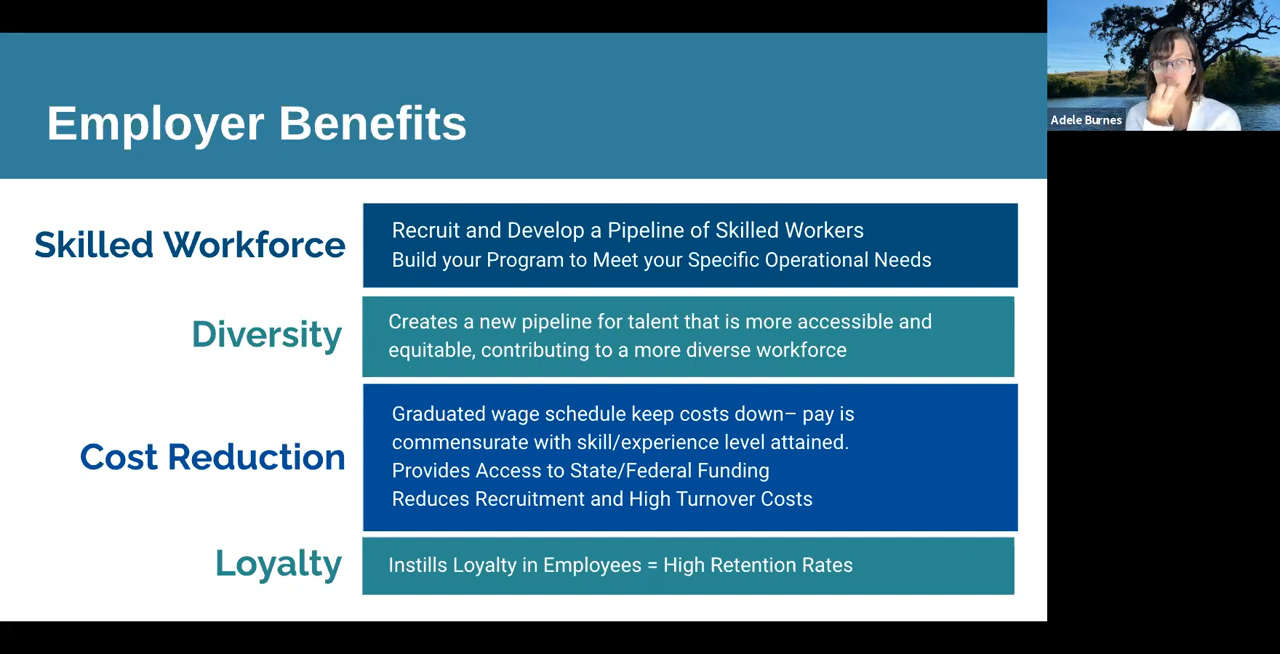 Employer Benefits
Adele Burnes
Skilled Workforce
Recruit and Develop a Pipeline of Skilled Workers
Build your Program to Meet your Specific Operational Needs
Diversity
Creates a new pipeline for talent that is more accessible and
equitable, contributing to a more diverse workforce
Cost Reduction
Graduated wage schedule keep costs down– pay is
commensurate with skill/experience level attained.
Provides Access to State/Federal Funding
Reduces Recruitment and High Turnover Costs
Loyalty
Instills Loyalty in Employees = High Retention Rates